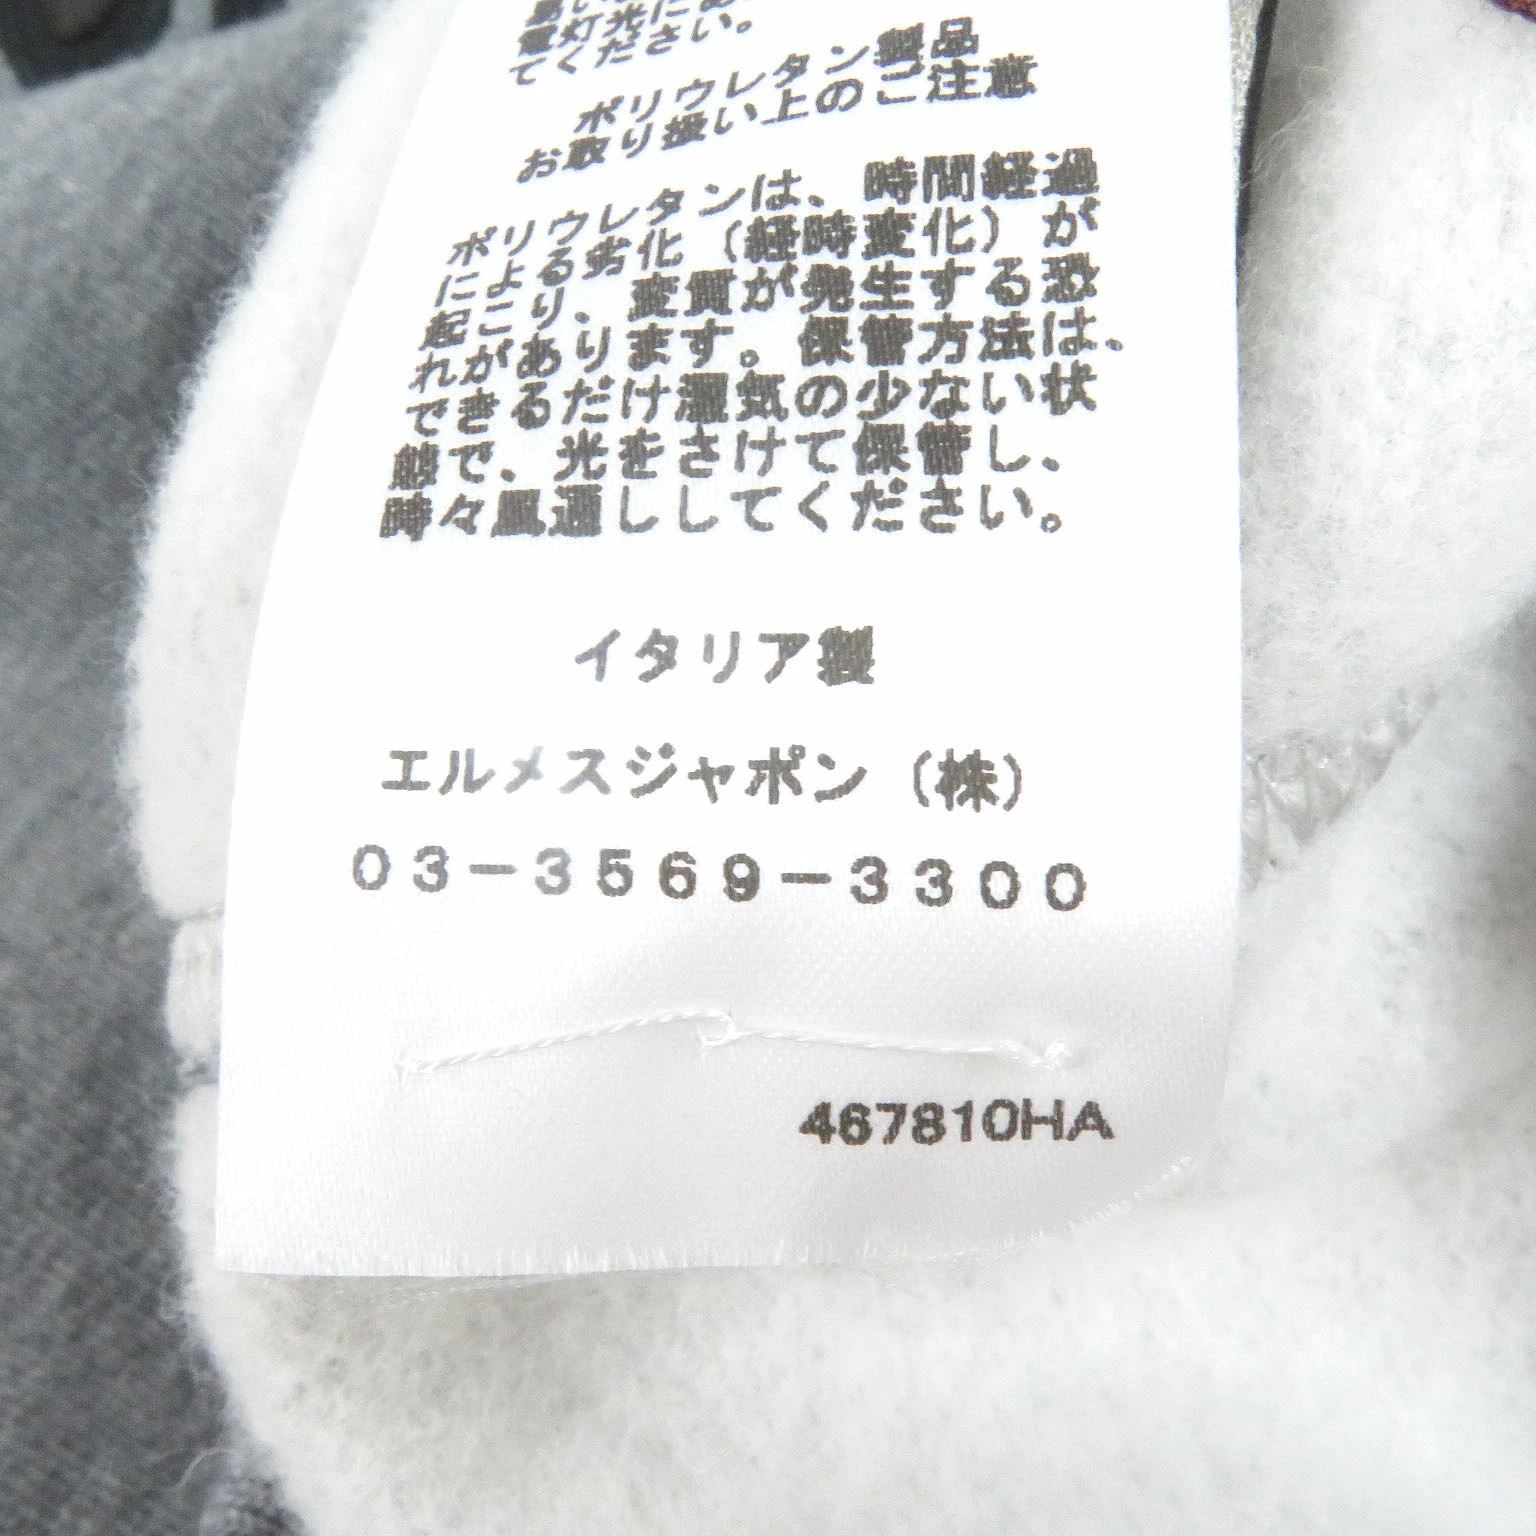 電灯光に
てください。
ポリウレタン製品
お取り扱い上のご注意
ポリウレタンは、時間経過
による劣化（経時変化）が
起こり、変質が発生する恐
れがあります。保管方法は、
できるだけ湿気の少ない状
態で、光をさけて保管し、
時々風通ししてください。
イタリア製
エルメスジャポン（株）
03-3569-3300
467810HA